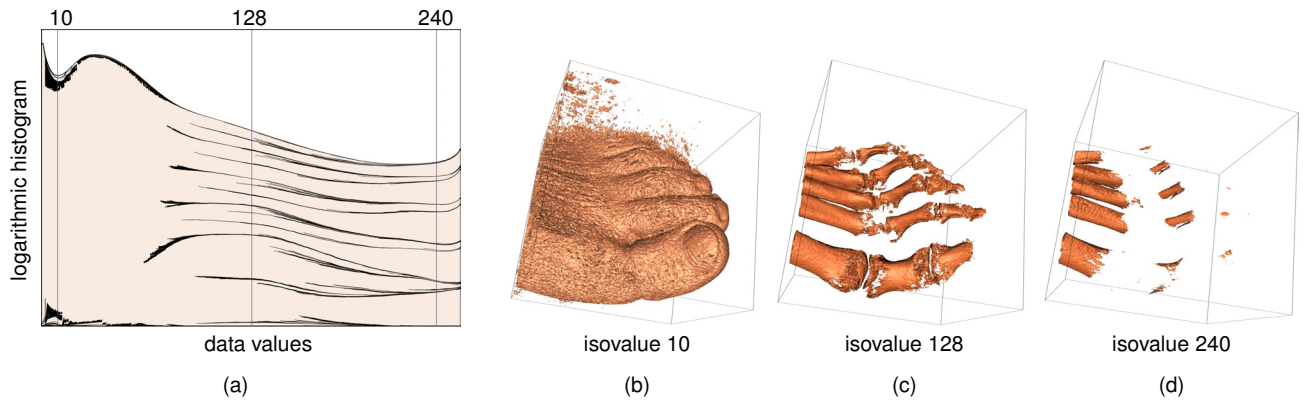 10 128 240
logarithmic histogram
data values
isovalue 10
isovalue 128
isovalue 240
(a)
(b)
(c)
(d)